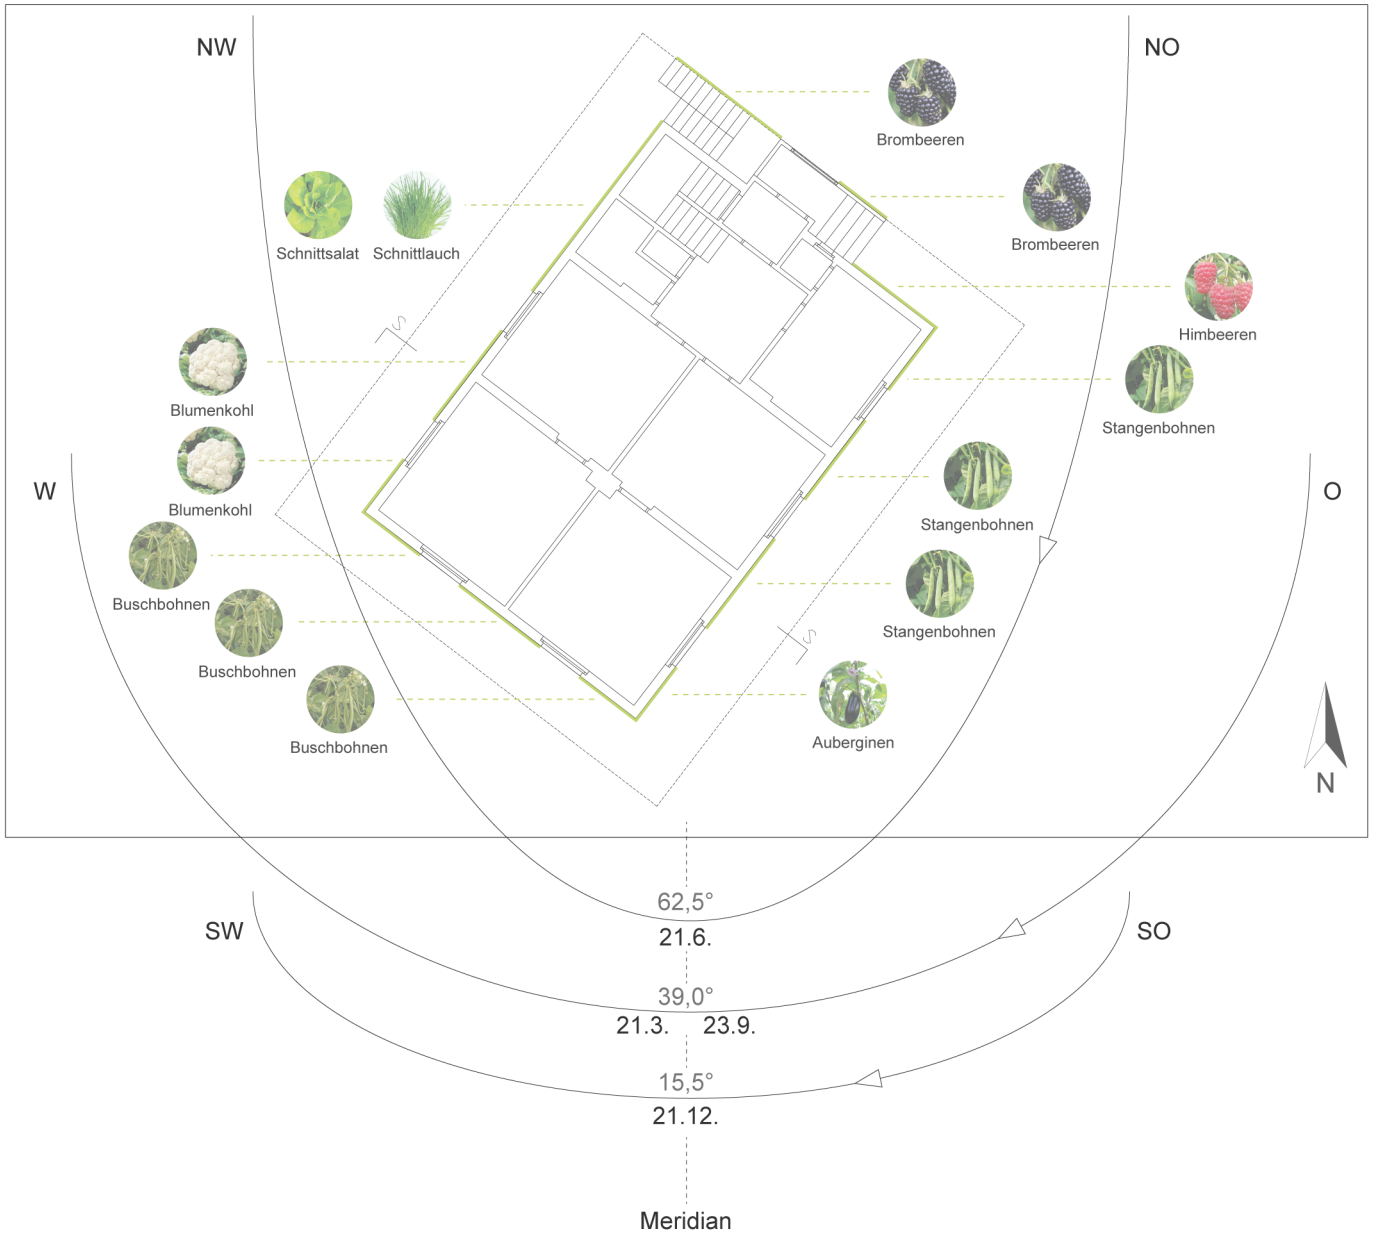 NW
NO
Brombeeren
Brombeeren
Schnittsalat
Schnittlauch
S
Himbeeren
Blumenkohl
Stangenbohnen
W
O
Blumenkohl
Stangenbohnen
Buschbohnen
Stangenbohnen
S
Buschbohnen
Auberginen
Buschbohnen
N
62,5°
SW
21.6.
SO
39,0°
21.3.
23.9.
15,5°
21.12.
Meridian